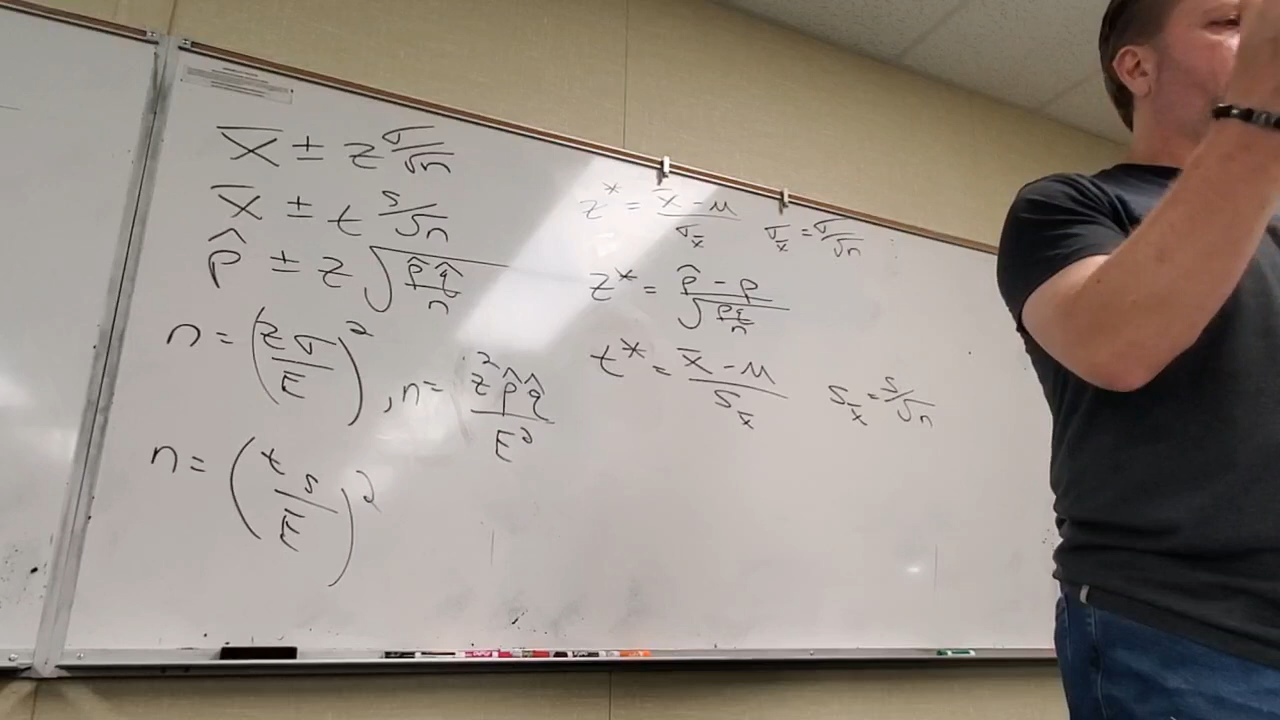 x̄ ± z σ/√n
x̄ ± t s/√n
p̂ ± z √(p̂q̂/n)
n = (zσ/E)² , n = z²p̂q̂/E²
n = (ts/E)²
z* = (x̄ - μ)/σx̄ σx̄ = σ/√n
z* = (p̂ - p)/√(pq/n)
t* = (x̄ - μ)/sx̄ sx̄ = s/√n